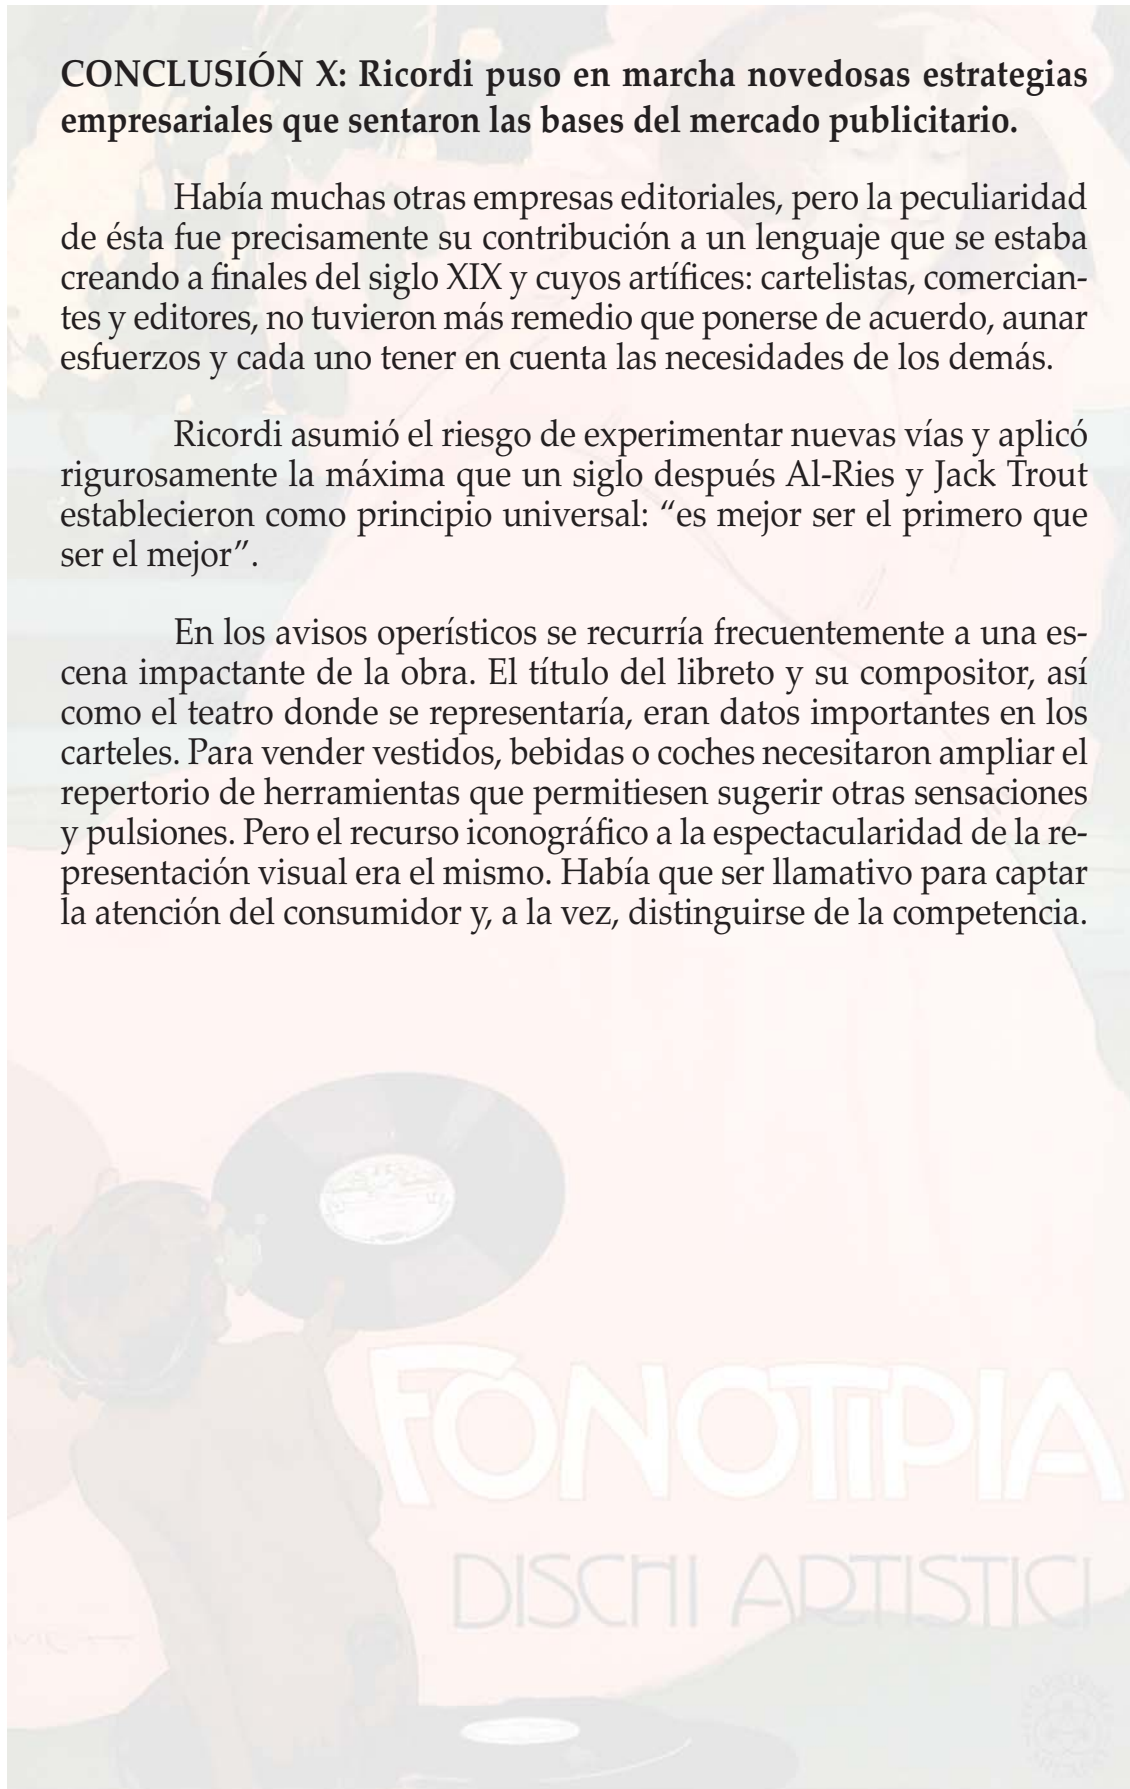 CONCLUSIÓN X: Ricordi puso en marcha novedosas estrategias
empresariales que sentaron las bases del mercado publicitario.
Había muchas otras empresas editoriales, pero la peculiaridad
de ésta fue precisamente su contribución a un lenguaje que se estaba
creando a finales del siglo XIX y cuyos artífices: cartelistas, comercian-
tes y editores, no tuvieron más remedio que ponerse de acuerdo, aunar
esfuerzos y cada uno tener en cuenta las necesidades de los demás.
Ricordi asumió el riesgo de experimentar nuevas vías y aplicó
rigurosamente la máxima que un siglo después Al-Ries y Jack Trout
establecieron como principio universal: “es mejor ser el primero que
ser el mejor”.
En los avisos operísticos se recurría frecuentemente a una es-
cena impactante de la obra. El título del libreto y su compositor, así
como el teatro donde se representaría, eran datos importantes en los
carteles. Para vender vestidos, bebidas o coches necesitaron ampliar el
repertorio de herramientas que permitiesen sugerir otras sensaciones
y pulsiones. Pero el recurso iconográfico a la espectacularidad de la re-
presentación visual era el mismo. Había que ser llamativo para captar
la atención del consumidor y, a la vez, distinguirse de la competencia.
FONOTIPIA
DISCHI ARTISTICI